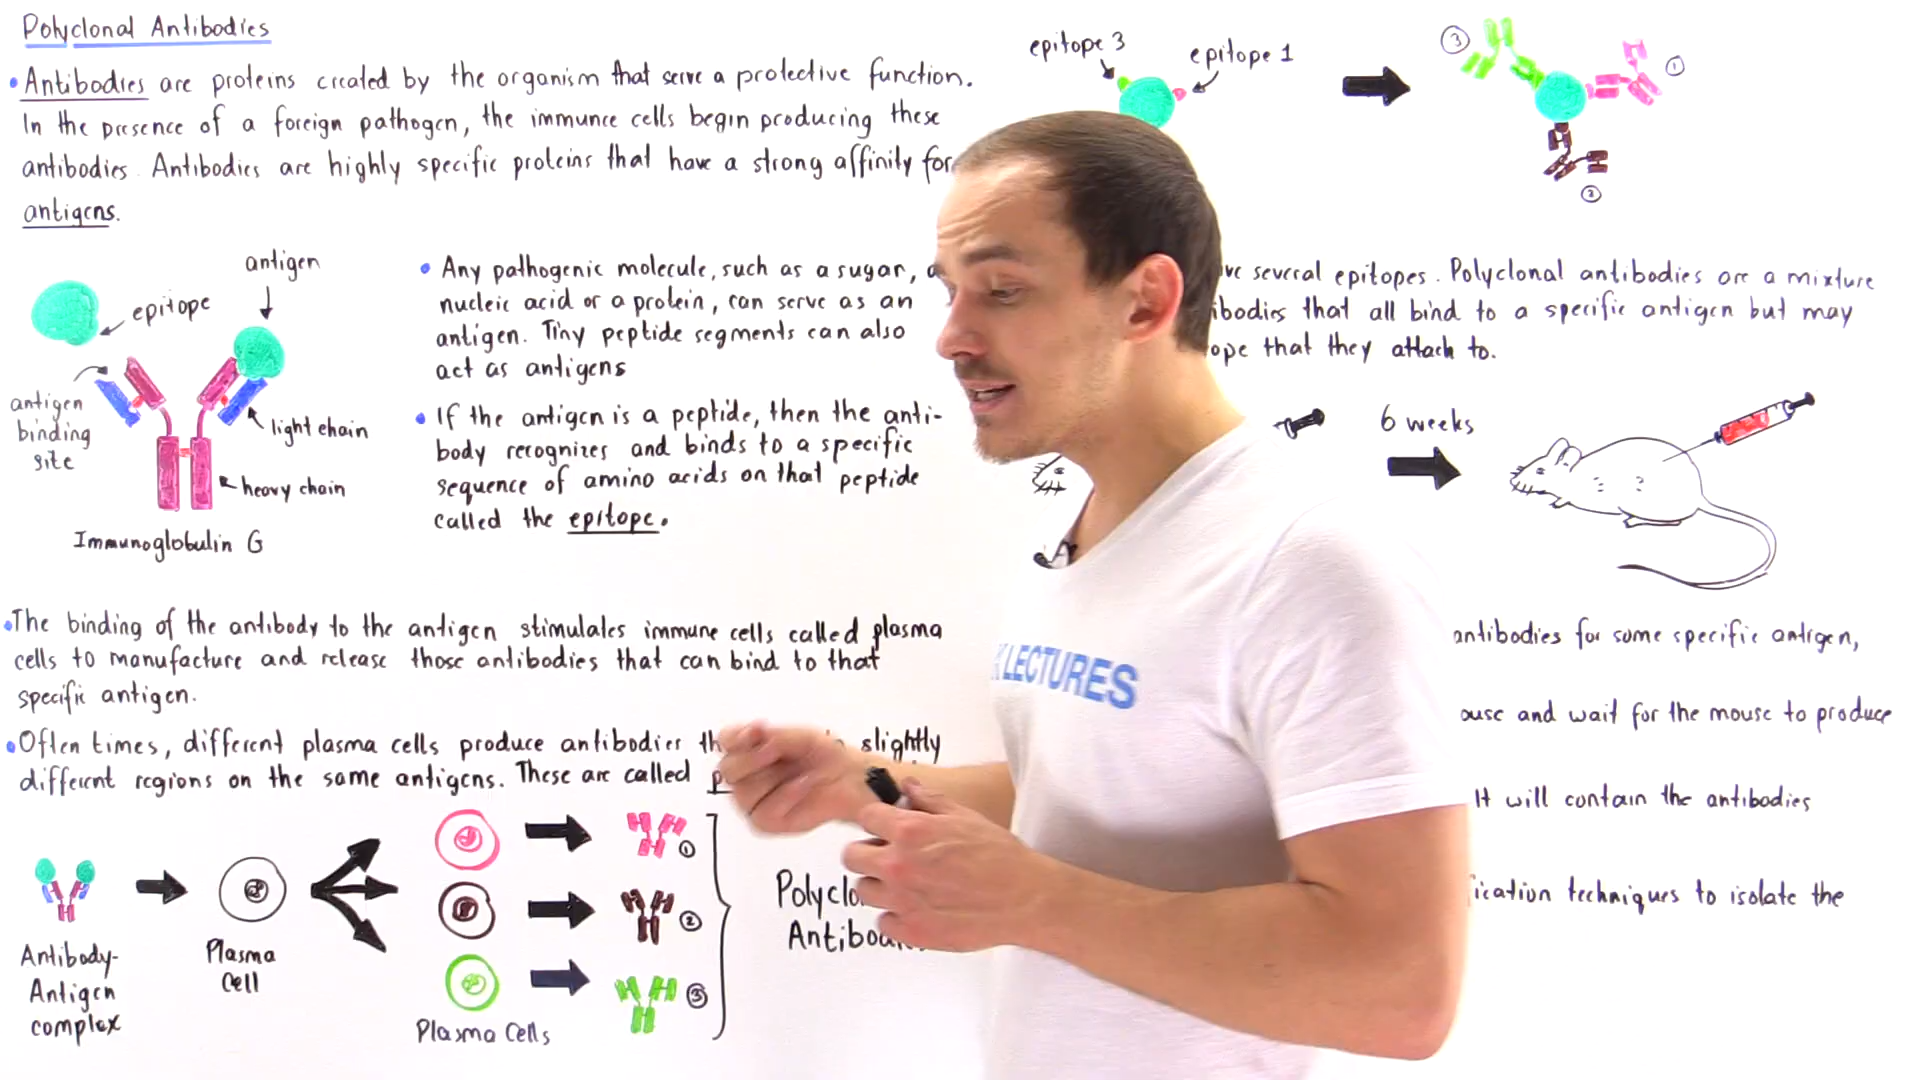 Polyclonal Antibodies
• Antibodies are proteins created by the organism that serve a protective function.
In the presence of a foreign pathogen, the immune cells begin producing these
antibodies. Antibodies are highly specific proteins that have a strong affinity for
antigens.
epitope
antigen
antigen
binding
site
light chain
heavy chain
Immunoglobulin G
• Any pathogenic molecule, such as a sugar, a
nucleic acid or a protein, can serve as an
antigen. Tiny peptide segments can also
act as antigens
• If the antigen is a peptide, then the anti-
body recognizes and binds to a specific
sequence of amino acids on that peptide
called the epitope.
• The binding of the antibody to the antigen stimulates immune cells called plasma
cells to manufacture and release those antibodies that can bind to that
specific antigen.
• Often times, different plasma cells produce antibodies slightly
different regions on the same antigens. These are called
Antibody-
Antigen
complex
Plasma
Cell
Plasma Cells
1
2
3
epitope 3
epitope 1
3
1
2
several epitopes. Polyclonal antibodies are a mixture
that all bind to a specific antigen but may
that they attach to.
6 weeks
antibodies for some specific antigen,
and wait for the mouse to produce
It will contain the antibodies
techniques to isolate the
LECTURES